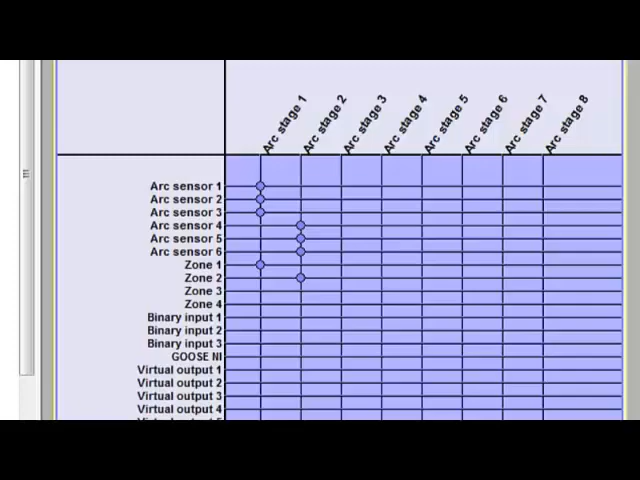 Arc stage 1
Arc stage 2
Arc stage 3
Arc stage 4
Arc stage 5
Arc stage 6
Arc stage 7
Arc stage 8
Arc sensor 1
Arc sensor 2
Arc sensor 3
Arc sensor 4
Arc sensor 5
Arc sensor 6
Zone 1
Zone 2
Zone 3
Zone 4
Binary input 1
Binary input 2
Binary input 3
GOOSE NI
Virtual output 1
Virtual output 2
Virtual output 3
Virtual output 4